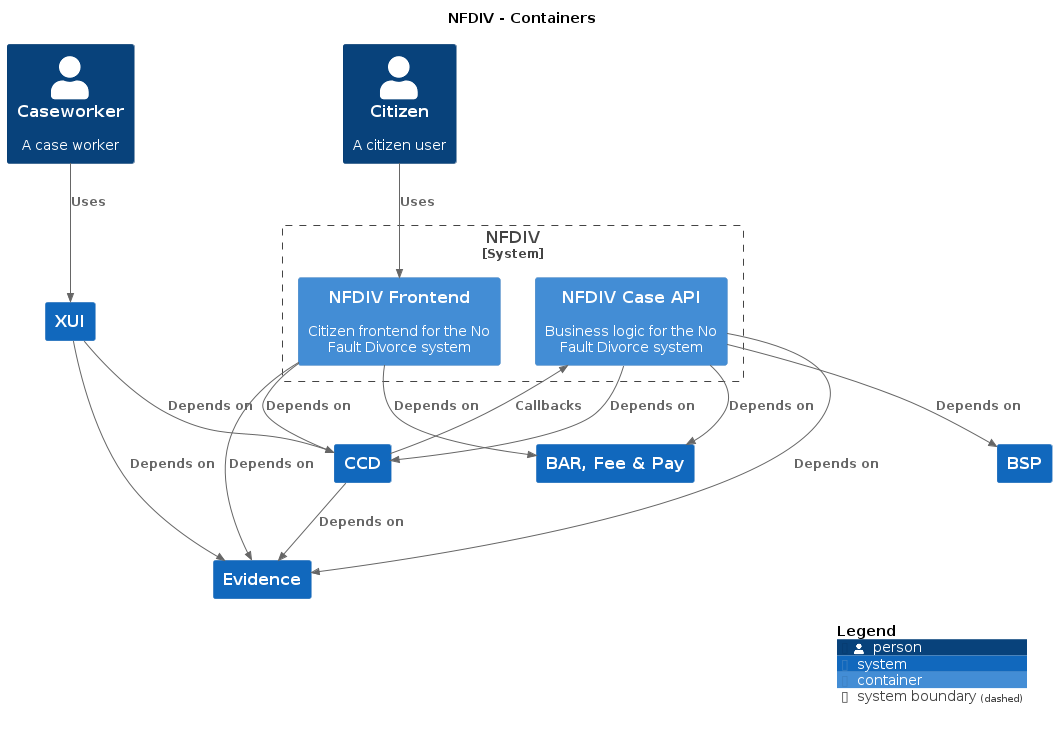 NFDIV - Containers
Caseworker
A case worker
Citizen
A citizen user
Uses
Uses
NFDIV
[System]
NFDIV Frontend
Citizen frontend for the No
Fault Divorce system
NFDIV Case API
Business logic for the No
Fault Divorce system
XUI
Depends on
Depends on
Depends on
Callbacks
Depends on
Depends on
Depends on
CCD
BAR, Fee & Pay
BSP
Depends on
Depends on
Depends on
Depends on
Evidence
Legend
person
system
container
system boundary (dashed)